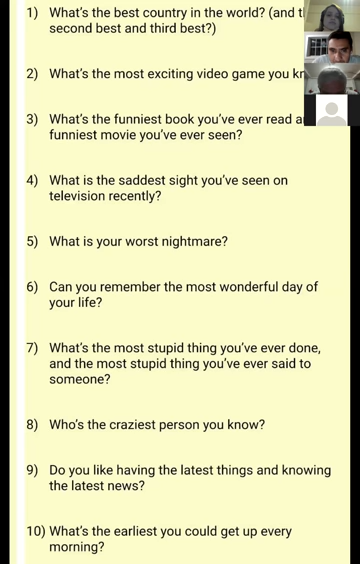 1) What's the best country in the world? (and t
second best and third best?)
2) What's the most exciting video game you
3) What's the funniest book you've ever read
funniest movie you've ever seen?
4) What is the saddest sight you've seen on
television recently?
5) What is your worst nightmare?
6) Can you remember the most wonderful day of
your life?
7) What's the most stupid thing you've ever done,
and the most stupid thing you've ever said to
someone?
8) Who's the craziest person you know?
9) Do you like having the latest things and knowing
the latest news?
10) What's the earliest you could get up every
morning?